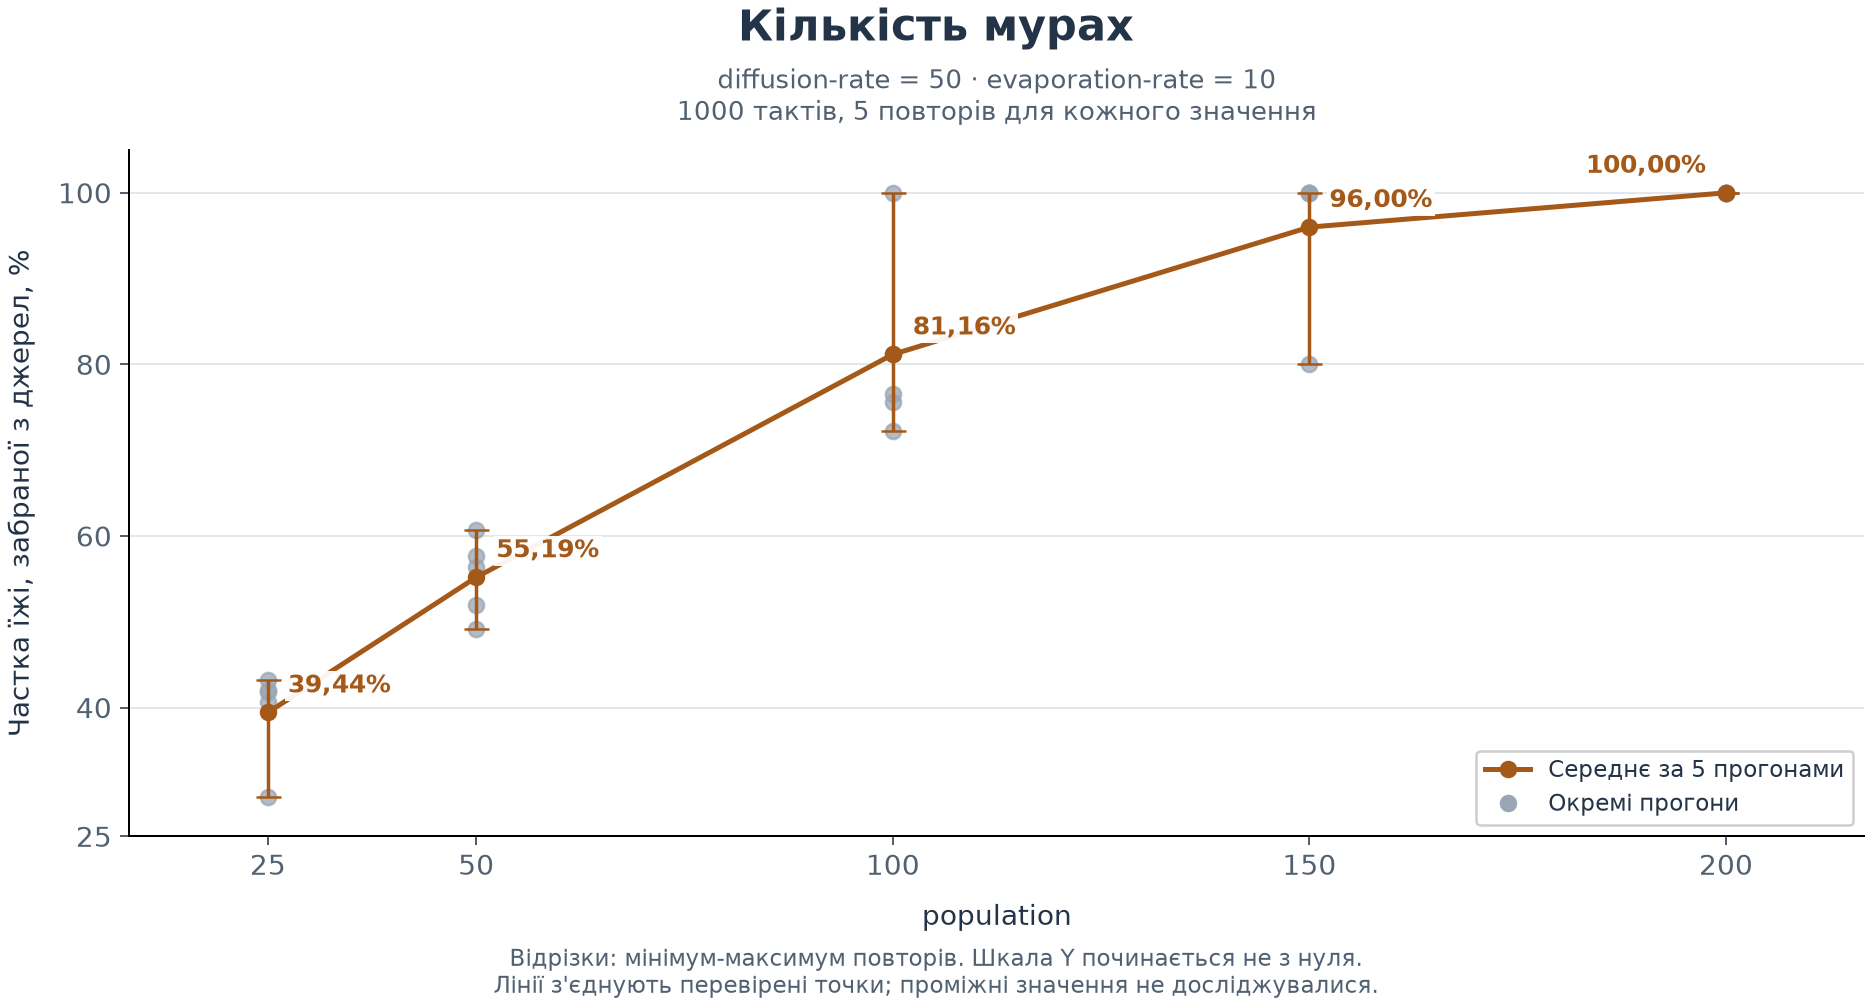 Кількість мурах
diffusion-rate = 50 · evaporation-rate = 10
1000 тактів, 5 повторів для кожного значення
Частка їжі, забраної з джерел, %
100
80
60
40
25
39,44%
55,19%
81,16%
96,00%
100,00%
Середнє за 5 прогонами
Окремі прогони
25 50 100 150 200
population
Відрізки: мінімум-максимум повторів. Шкала Y починається не з нуля.
Лінії з'єднують перевірені точки; проміжні значення не досліджувалися.